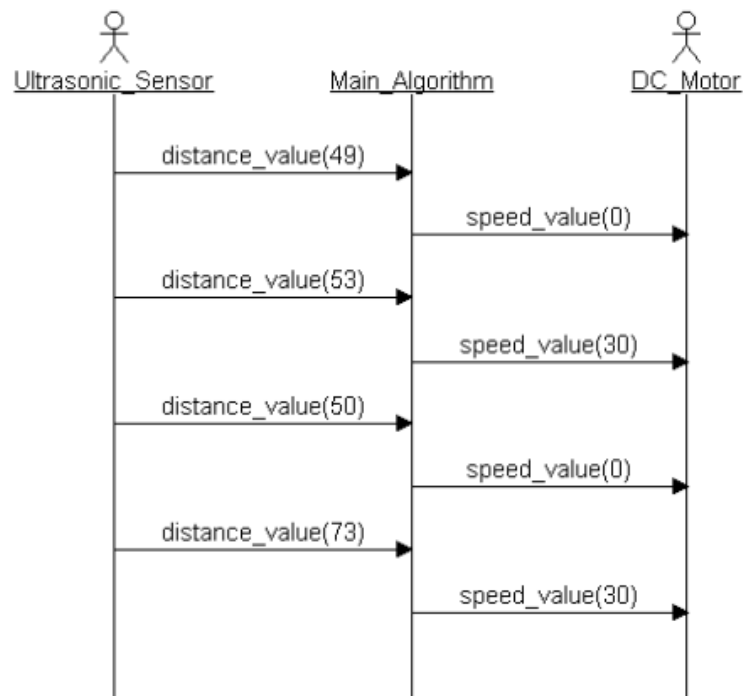 Ultrasonic_Sensor Main_Algorithm DC_Motor
distance_value(49)
speed_value(0)
distance_value(53)
speed_value(30)
distance_value(50)
speed_value(0)
distance_value(73)
speed_value(30)